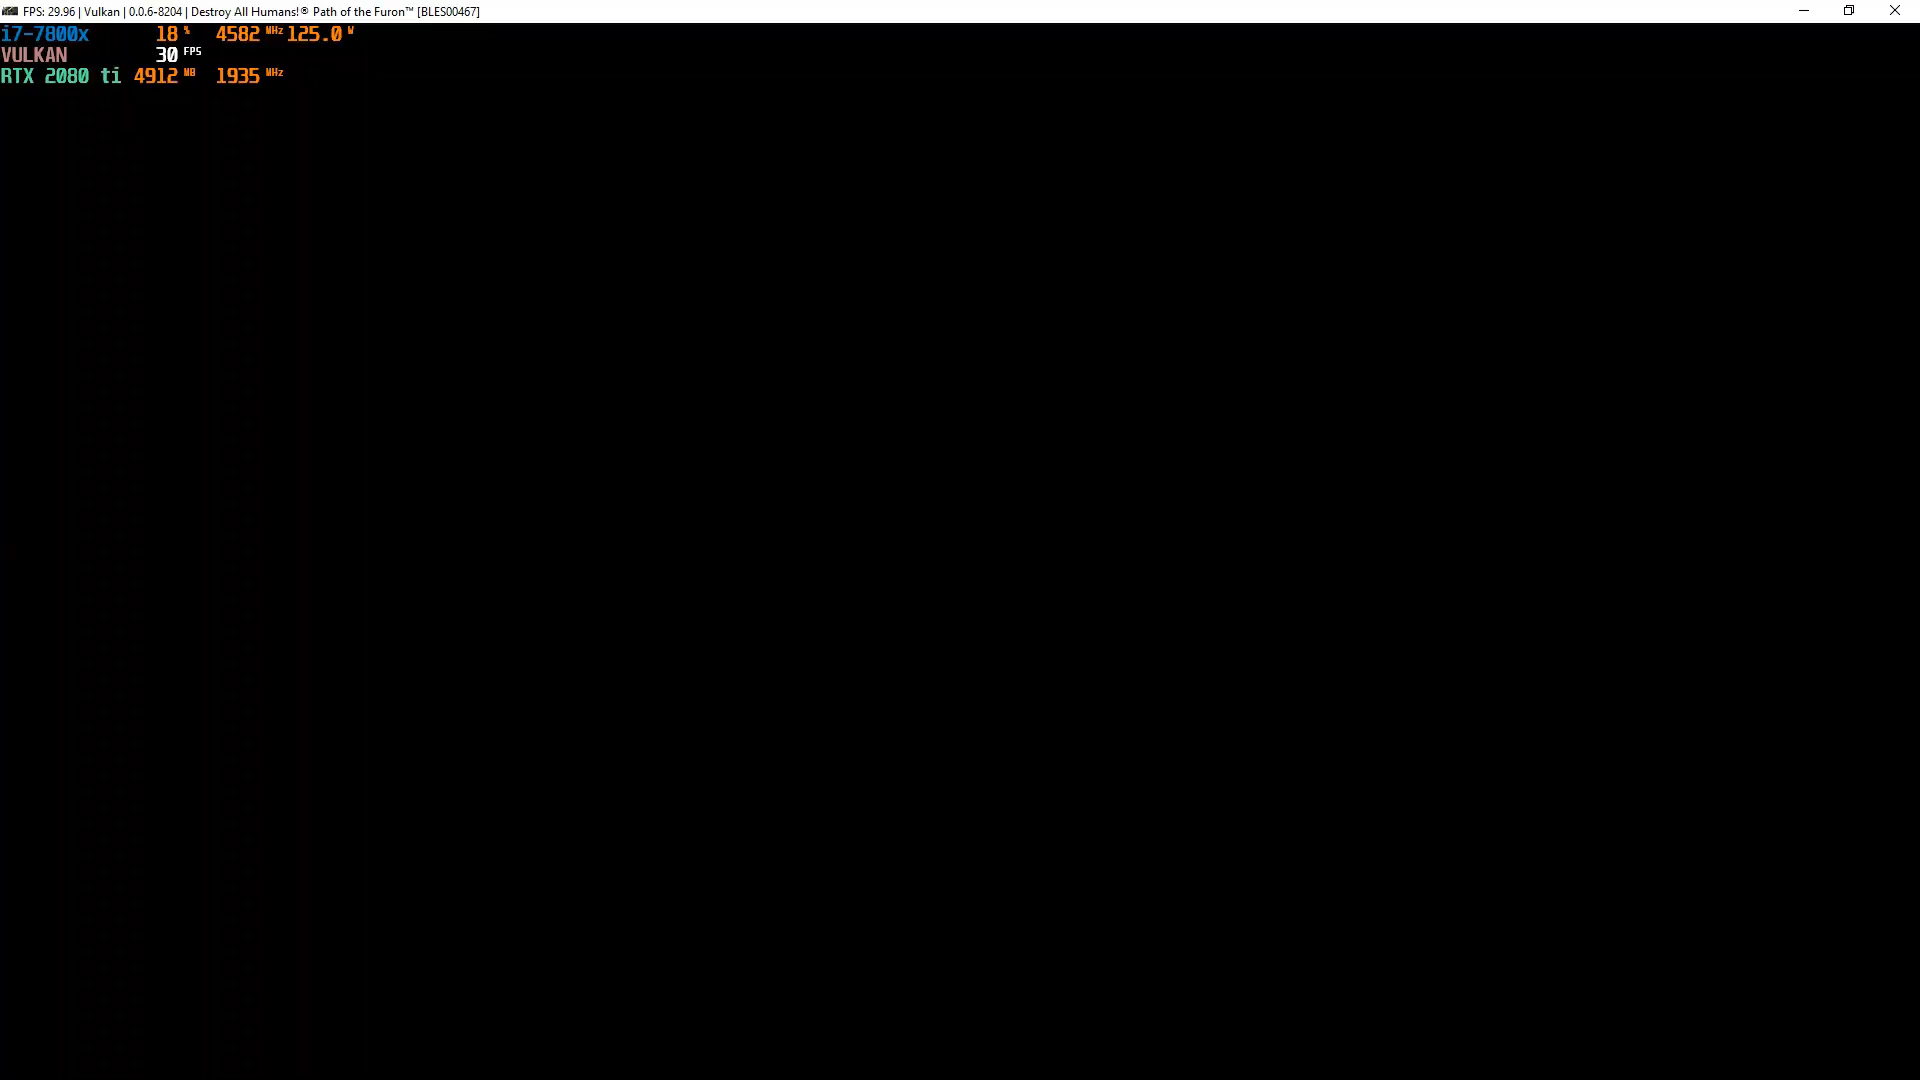 FPS: 29.96 | Vulkan | 0.0.6-8204 | Destroy All Humans!® Path of the Furon™ [BLES00467]
i7-7800x 18 % 4582 MHz 125.0 W
VULKAN 30 FPS
RTX 2080 ti 4912 MB 1935 MHz